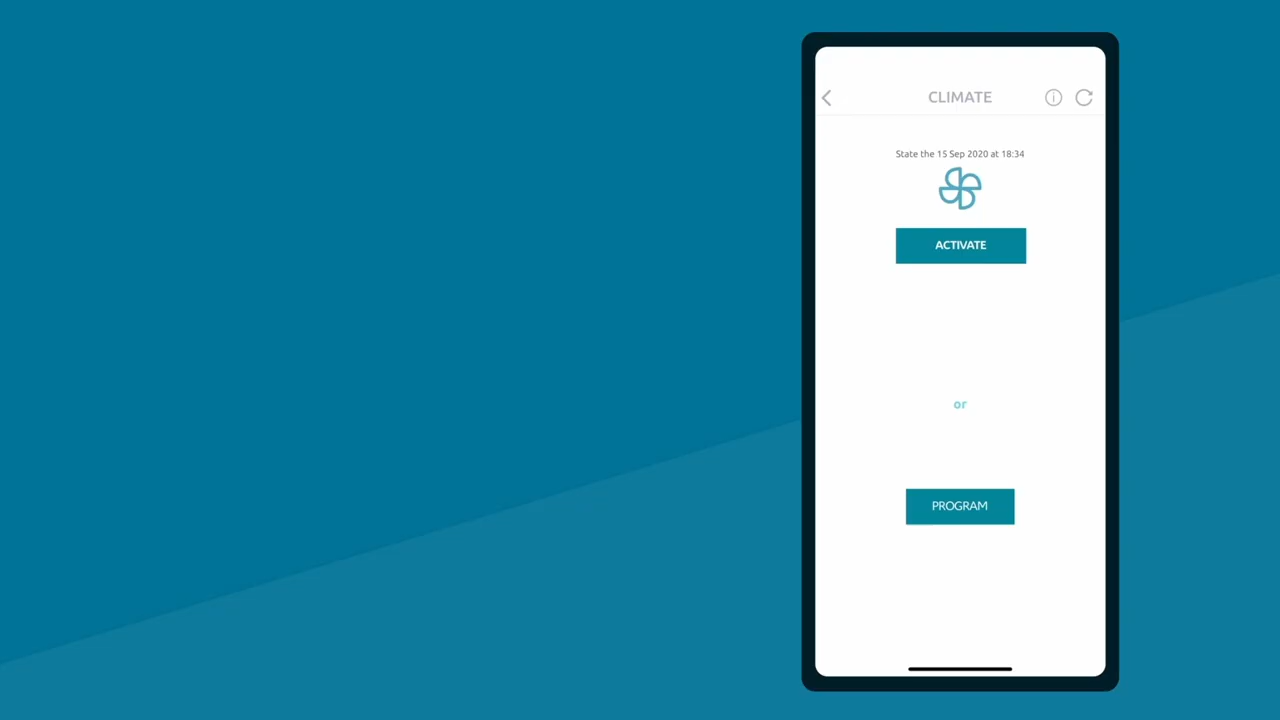 CLIMATE
State the 15 Sep 2020 at 18:34
ACTIVATE
or
PROGRAM